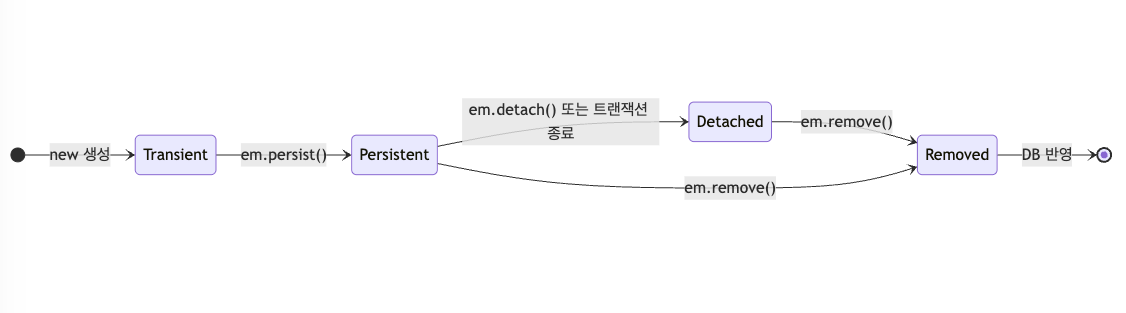 new 생성
Transient
em.persist()
Persistent
em.detach() 또는 트랜잭션
종료
Detached
em.remove()
em.remove()
Removed
DB 반영